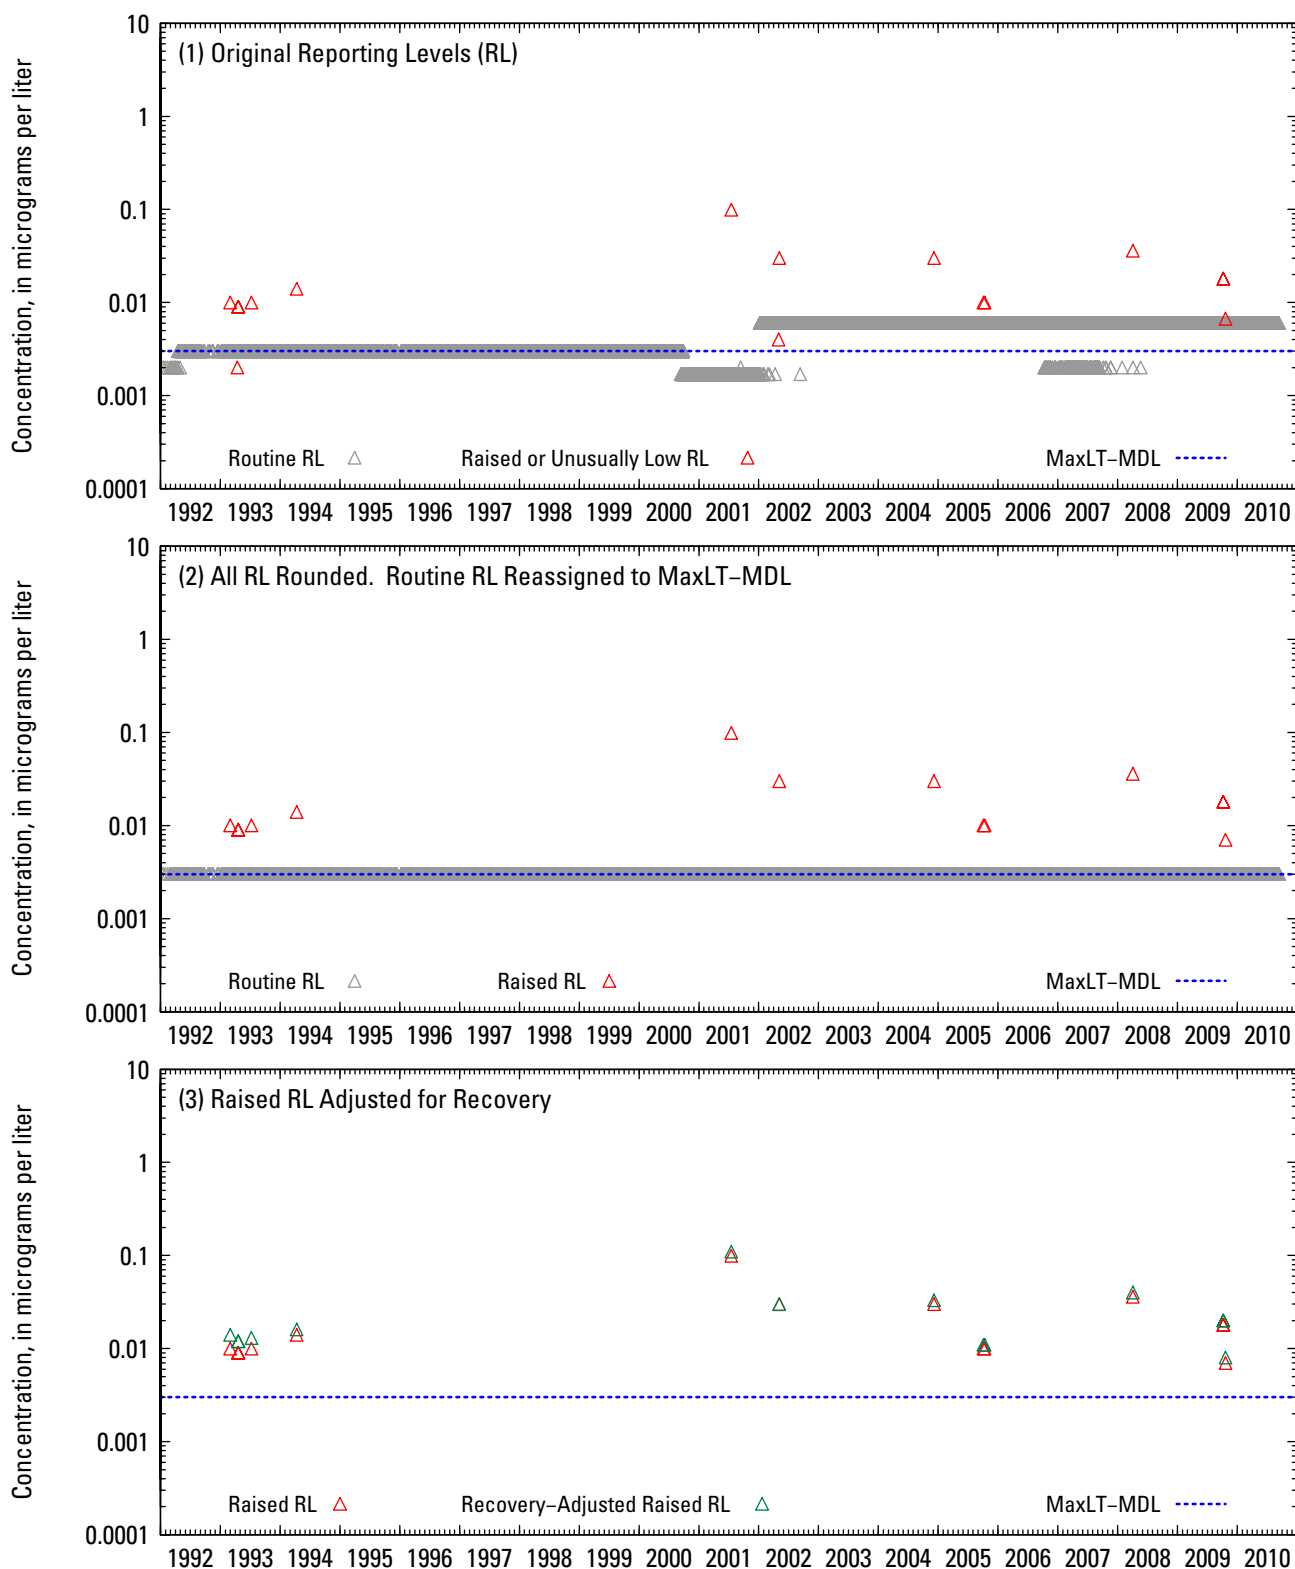 (1) Original Reporting Levels (RL)
Concentration, in micrograms per liter
10
1
0.1
0.01
0.001
0.0001
Routine RL
Raised or Unusually Low RL
MaxLT−MDL
1992 1993 1994 1995 1996 1997 1998 1999 2000 2001 2002 2003 2004 2005 2006 2007 2008 2009 2010
(2) All RL Rounded. Routine RL Reassigned to MaxLT−MDL
Concentration, in micrograms per liter
10
1
0.1
0.01
0.001
0.0001
Routine RL
Raised RL
MaxLT−MDL
1992 1993 1994 1995 1996 1997 1998 1999 2000 2001 2002 2003 2004 2005 2006 2007 2008 2009 2010
(3) Raised RL Adjusted for Recovery
Concentration, in micrograms per liter
10
1
0.1
0.01
0.001
0.0001
Raised RL
Recovery−Adjusted Raised RL
MaxLT−MDL
1992 1993 1994 1995 1996 1997 1998 1999 2000 2001 2002 2003 2004 2005 2006 2007 2008 2009 2010